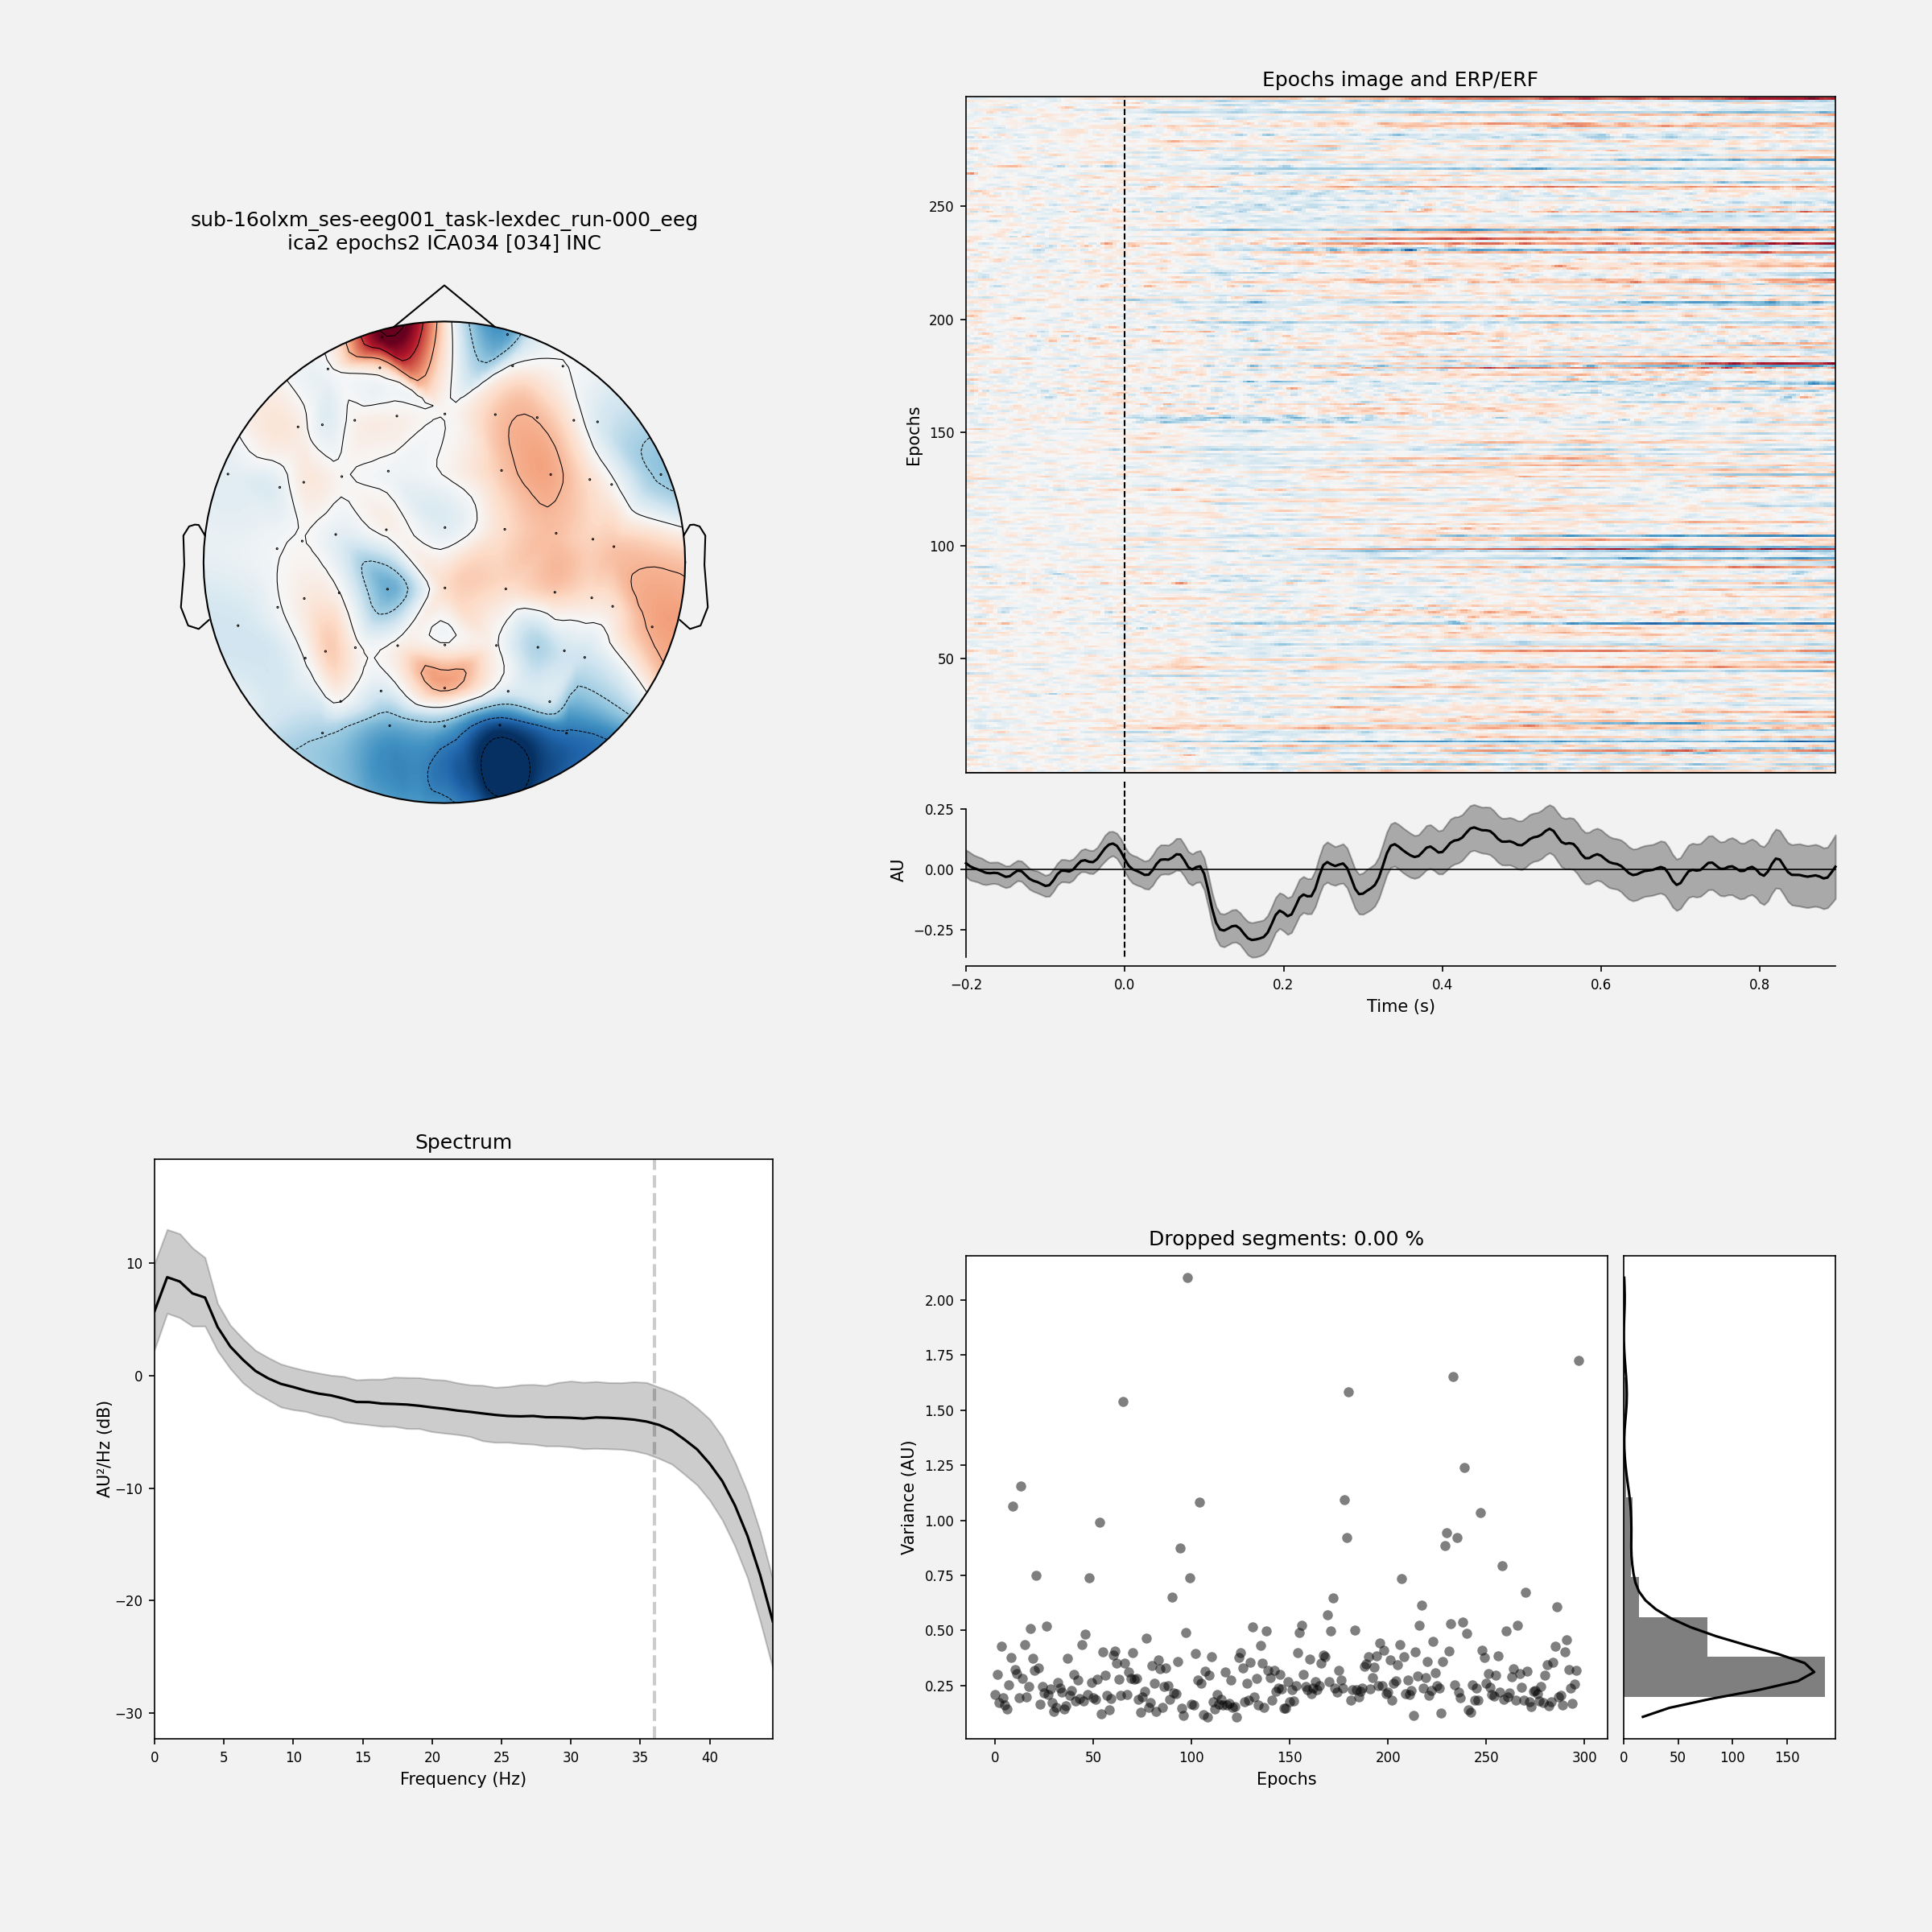 sub-16olxm_ses-eeg001_task-lexdec_run-000_eeg
ica2 epochs2 ICA034 [034] INC
Epochs image and ERP/ERF
250
200
150
100
50
Epochs
0.25
0.00
−0.25
AU
−0.2 0.0 0.2 0.4 0.6 0.8
Time (s)
Spectrum
10
0
−10
−20
−30
AU²/Hz (dB)
0 5 10 15 20 25 30 35 40
Frequency (Hz)
Dropped segments: 0.00 %
2.00
1.75
1.50
1.25
1.00
0.75
0.50
0.25
Variance (AU)
0 50 100 150 200 250 300
Epochs
0 50 100 150